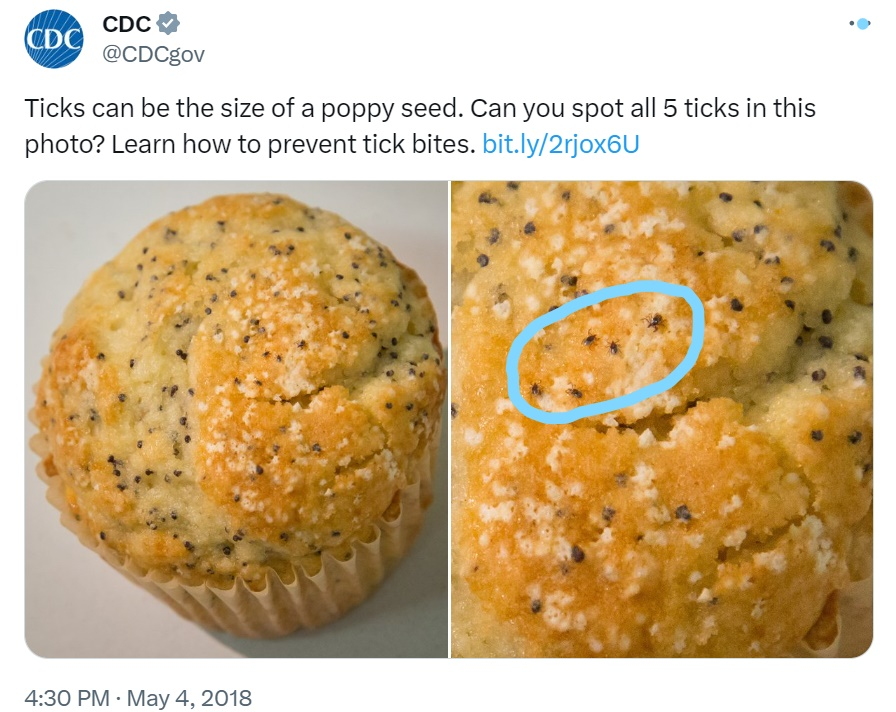 CDC
CDC
@CDCgov
Ticks can be the size of a poppy seed. Can you spot all 5 ticks in this
photo? Learn how to prevent tick bites. bit.ly/2rjox6U
4:30 PM · May 4, 2018